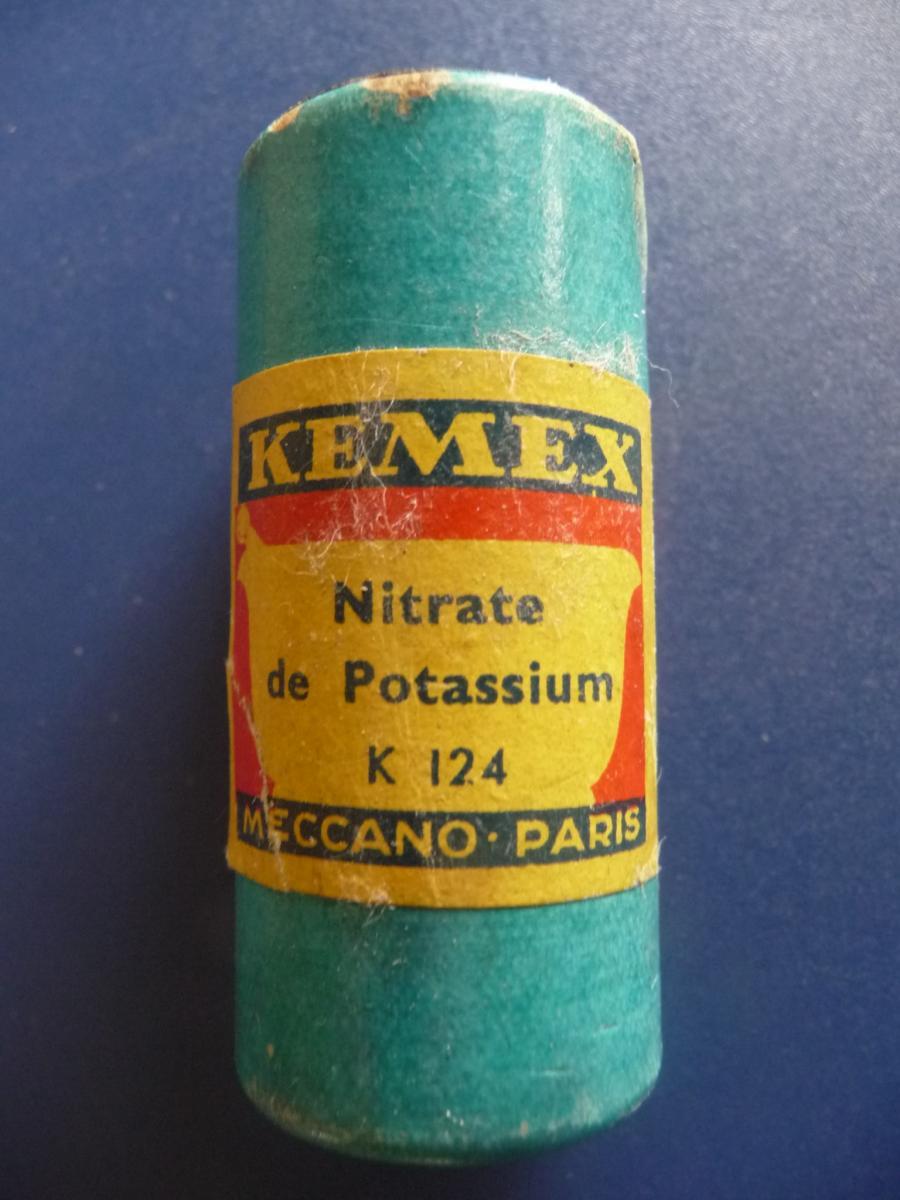 KEMEX
Nitrate
de Potassium
K 124
MECCANO · PARIS